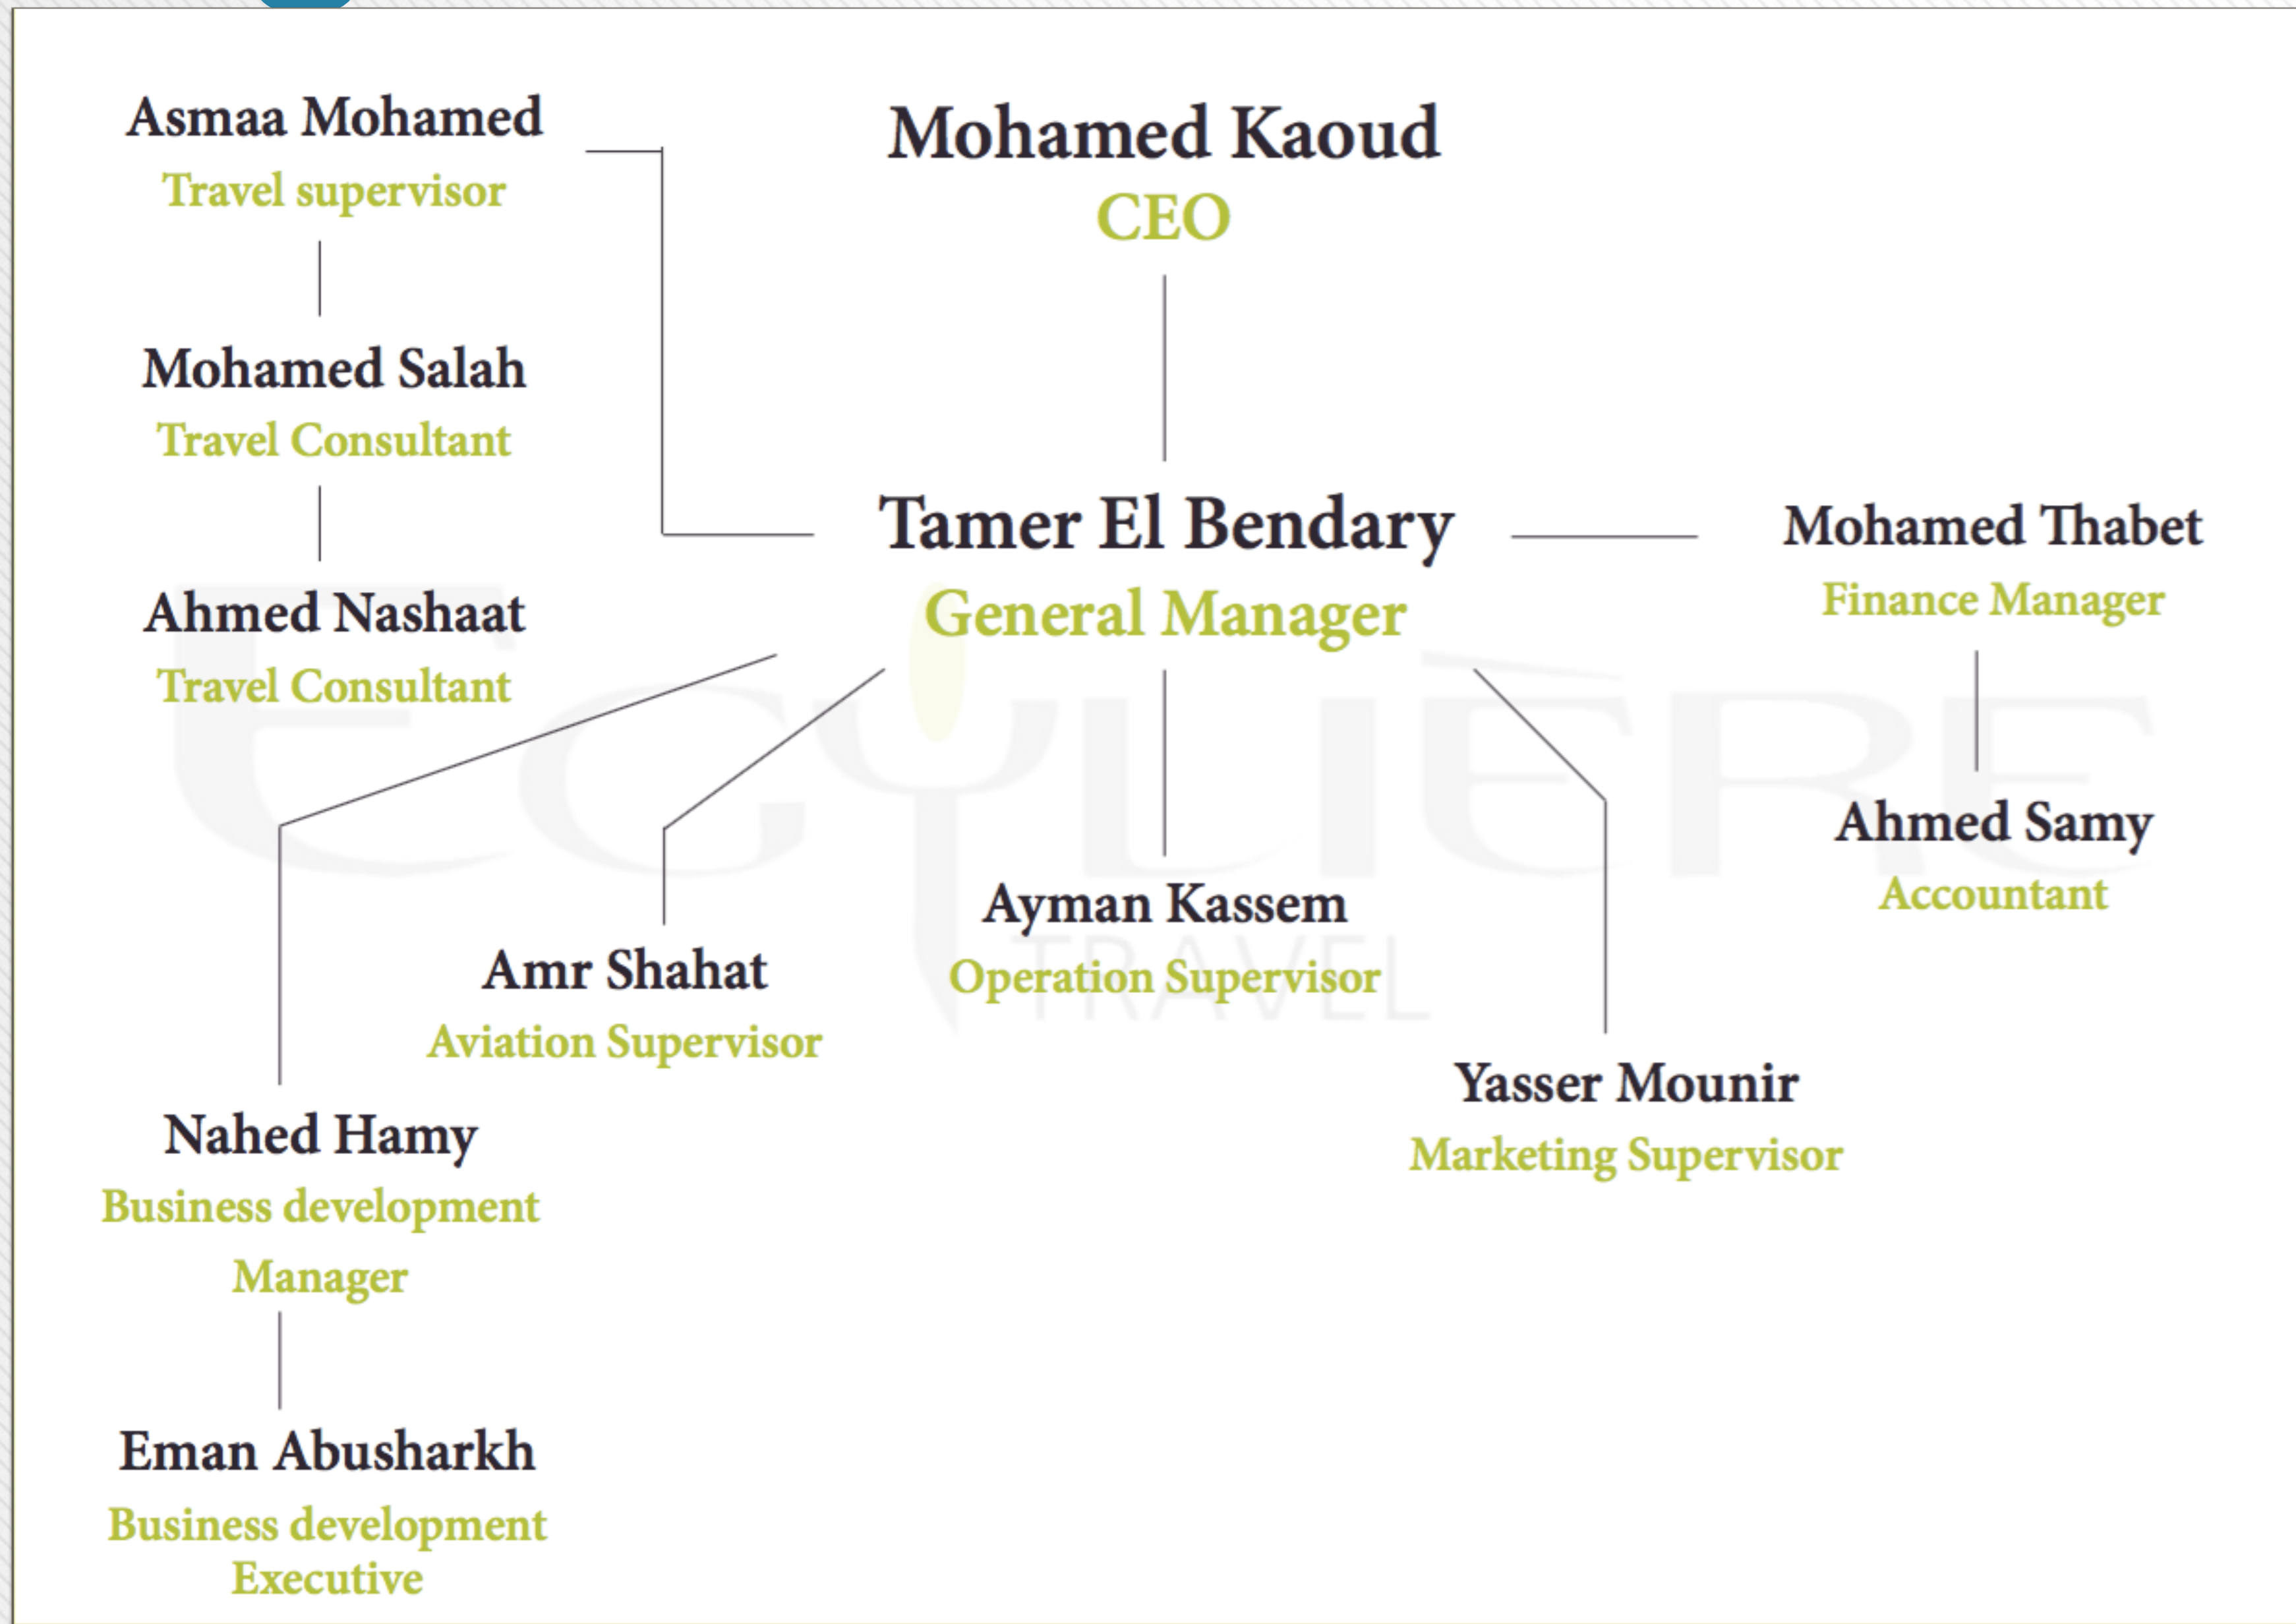 Asmaa Mohamed
Travel supervisor
Mohamed Salah
Travel Consultant
Ahmed Nashaat
Travel Consultant
Mohamed Kaoud
CEO
Tamer El Bendary
General Manager
Mohamed Thabet
Finance Manager
Ahmed Samy
Accountant
Nahed Hamy
Business development
Manager
Eman Abusharkh
Business development
Executive
Amr Shahat
Aviation Supervisor
Ayman Kassem
Operation Supervisor
Yasser Mounir
Marketing Supervisor
EGYLIÈRE
TRAVEL